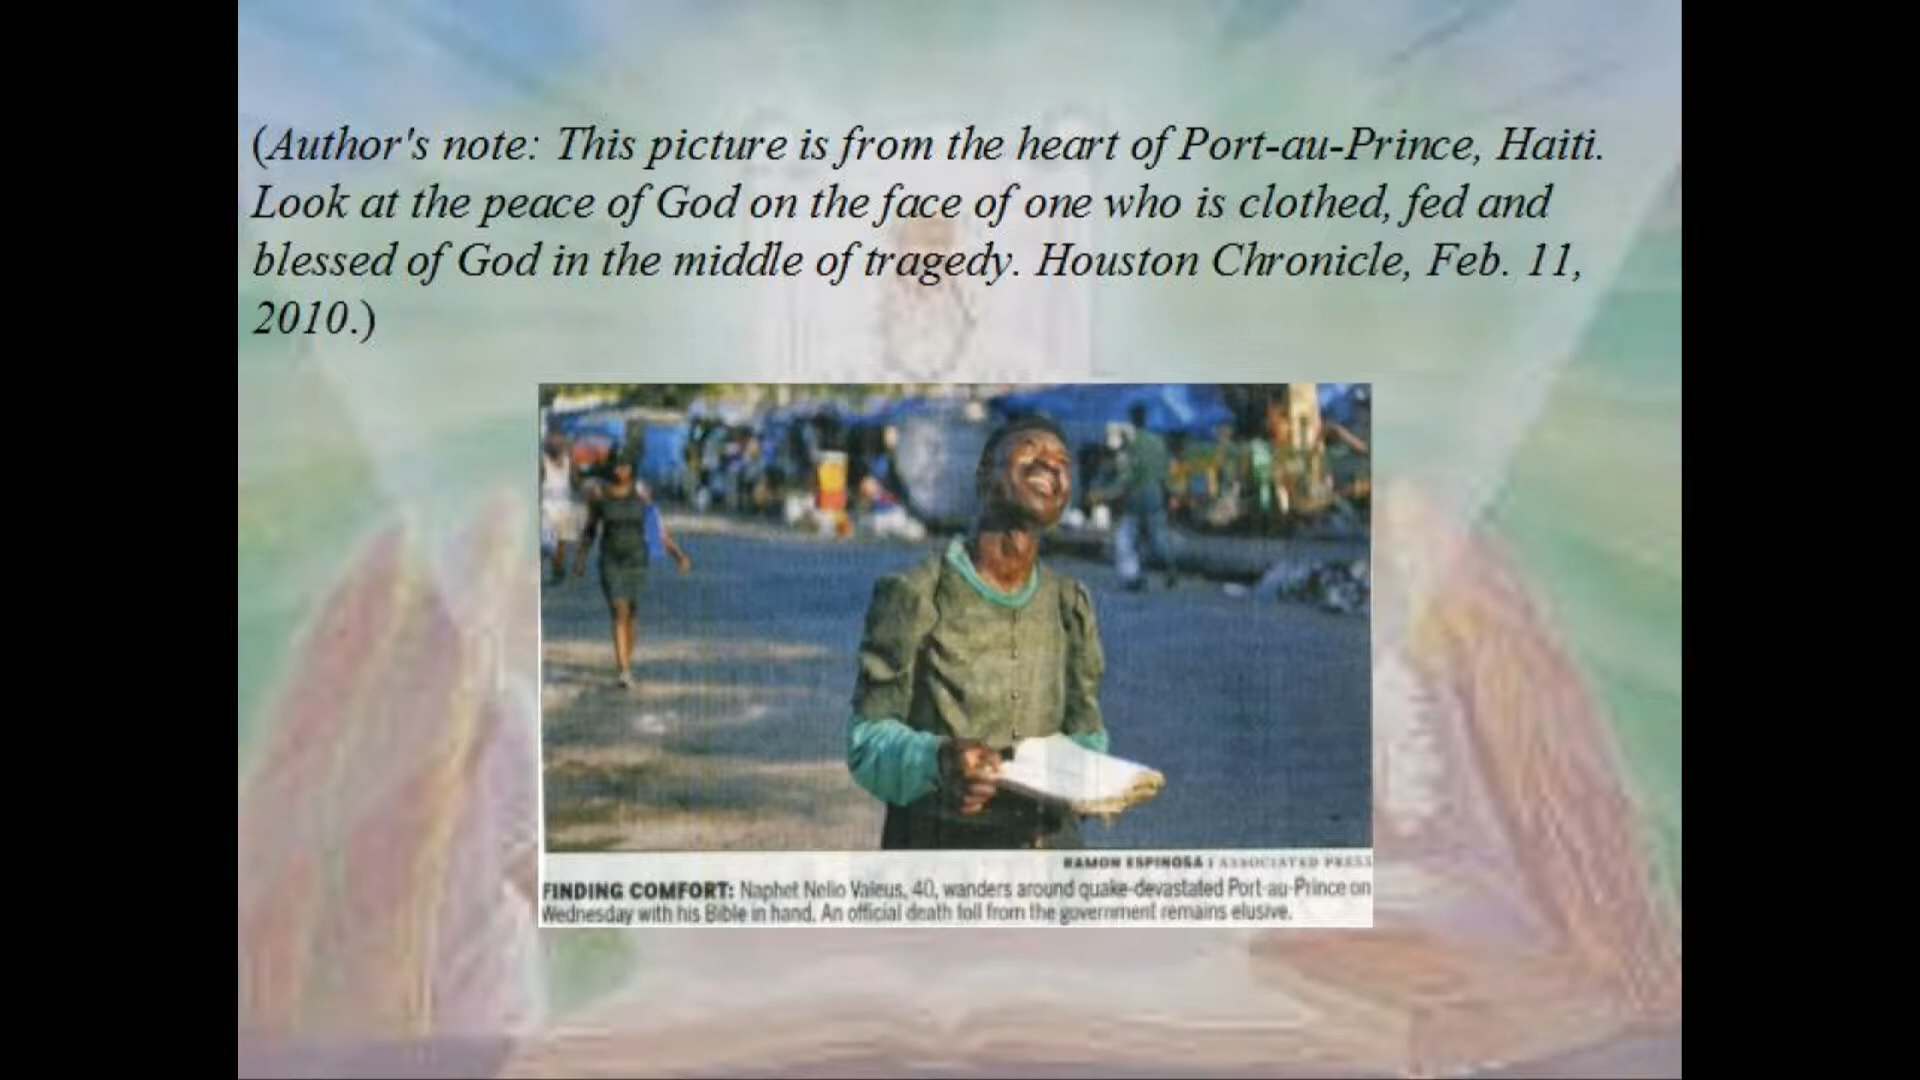 (Author's note: This picture is from the heart of Port-au-Prince, Haiti.
Look at the peace of God on the face of one who is clothed, fed and
blessed of God in the middle of tragedy. Houston Chronicle, Feb. 11,
2010.)
RAMON ESPINOSA | ASSOCIATED PRESS
FINDING COMFORT: Naphet Nelio Valeus, 40, wanders around quake-devastated Port-au-Prince on
Wednesday with his Bible in hand. An official death toll from the government remains elusive.